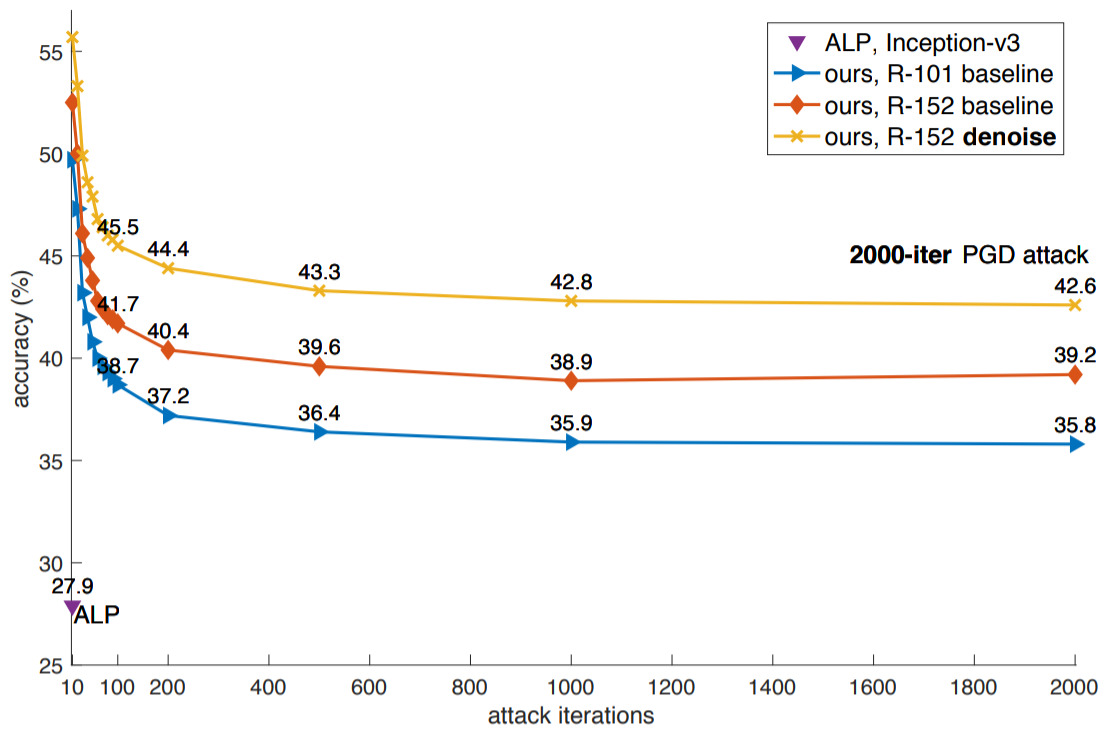 ALP, Inception-v3
ours, R-101 baseline
ours, R-152 baseline
ours, R-152 denoise
2000-iter PGD attack
55
50
45
40
35
30
25
accuracy (%)
45.5
44.4
43.3
42.8
42.6
41.7
40.4
39.6
38.9
39.2
38.7
37.2
36.4
35.9
35.8
27.9
ALP
10 100 200 400 600 800 1000 1200 1400 1600 1800 2000
attack iterations